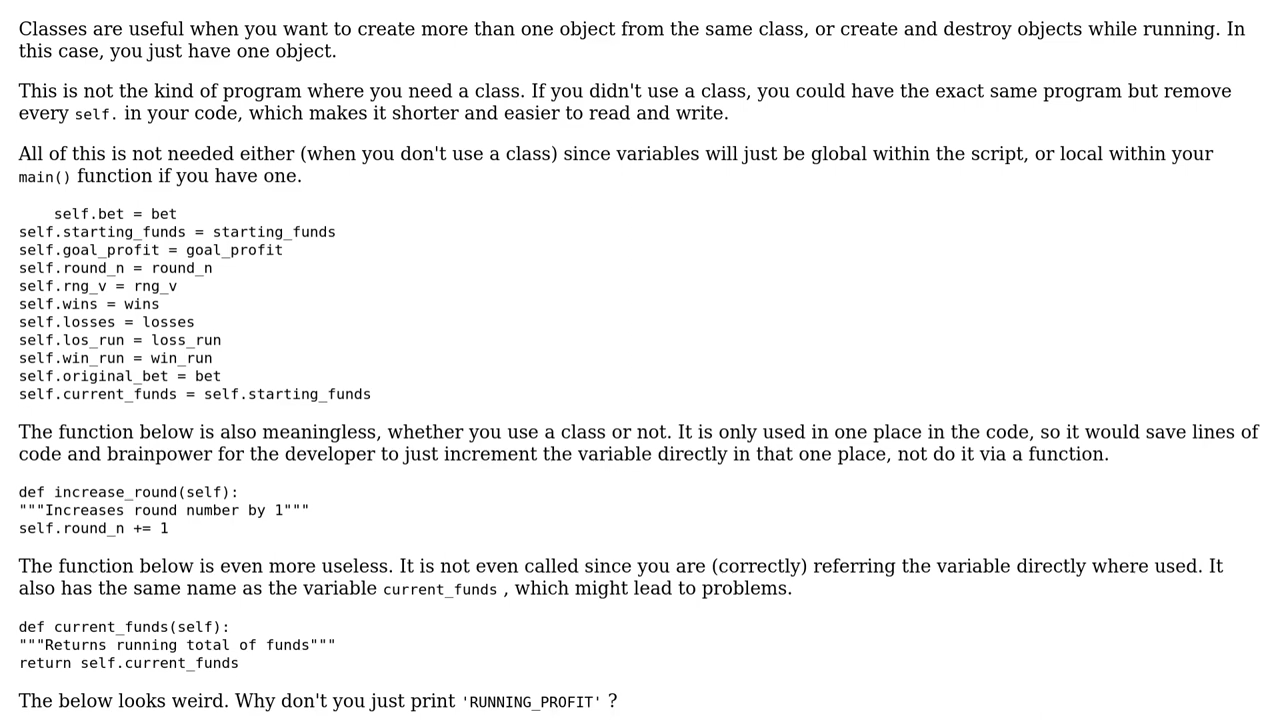 Classes are useful when you want to create more than one object from the same class, or create and destroy objects while running. In
this case, you just have one object.
This is not the kind of program where you need a class. If you didn't use a class, you could have the exact same program but remove
every self. in your code, which makes it shorter and easier to read and write.
All of this is not needed either (when you don't use a class) since variables will just be global within the script, or local within your
main() function if you have one.
    self.bet = bet
self.starting_funds = starting_funds
self.goal_profit = goal_profit
self.round_n = round_n
self.rng_v = rng_v
self.wins = wins
self.losses = losses
self.los_run = loss_run
self.win_run = win_run
self.original_bet = bet
self.current_funds = self.starting_funds
The function below is also meaningless, whether you use a class or not. It is only used in one place in the code, so it would save lines of
code and brainpower for the developer to just increment the variable directly in that one place, not do it via a function.
def increase_round(self):
"""Increases round number by 1"""
self.round_n += 1
The function below is even more useless. It is not even called since you are (correctly) referring the variable directly where used. It
also has the same name as the variable current_funds , which might lead to problems.
def current_funds(self):
"""Returns running total of funds"""
return self.current_funds
The below looks weird. Why don't you just print 'RUNNING_PROFIT' ?